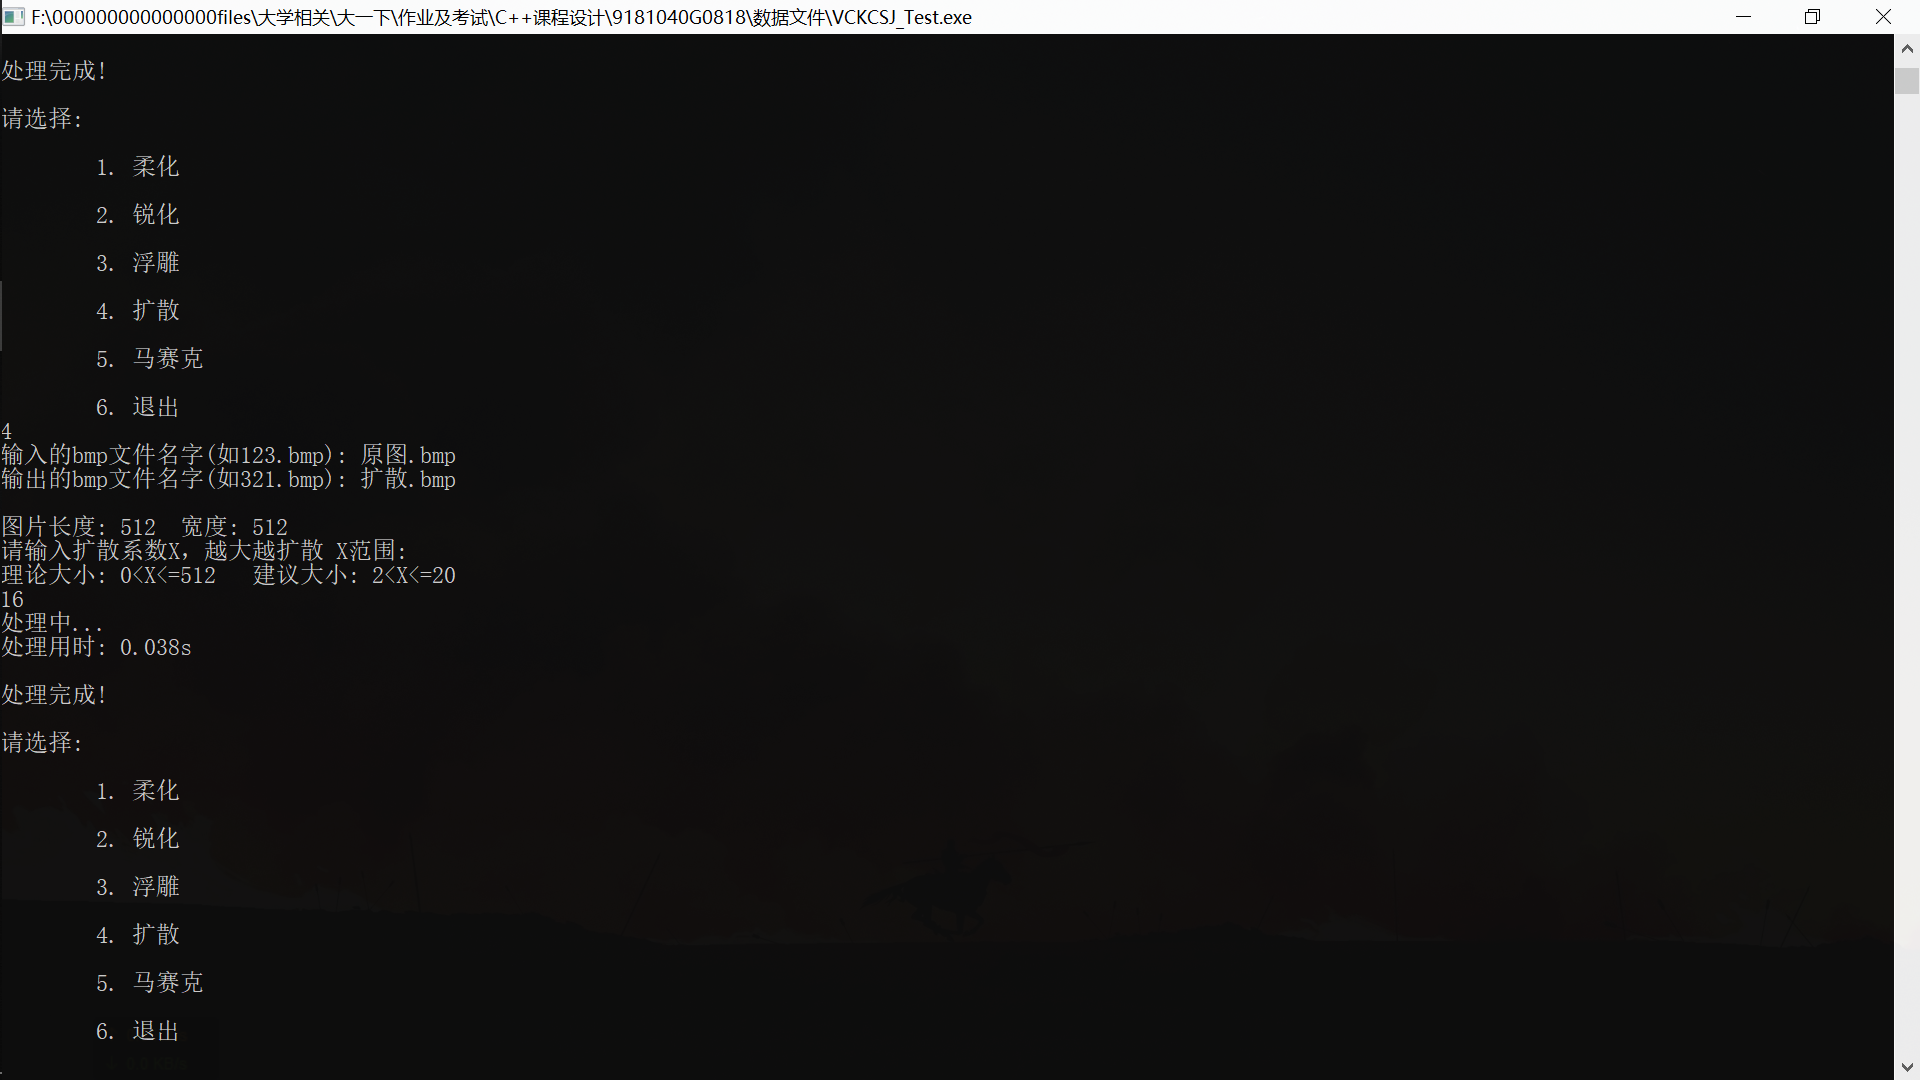 F:\000000000000000files\大学相关\大一下\作业及考试\C++课程设计\9181040G0818\数据文件\VCKCSJ_Test.exe
处理完成!
请选择:
1. 柔化
2. 锐化
3. 浮雕
4. 扩散
5. 马赛克
6. 退出
4
输入的bmp文件名字(如123.bmp): 原图.bmp
输出的bmp文件名字(如321.bmp): 扩散.bmp
图片长度: 512  宽度: 512
请输入扩散系数X，越大越扩散 X范围:
理论大小: 0<X<=512   建议大小: 2<X<=20
16
处理中...
处理用时: 0.038s
处理完成!
请选择:
1. 柔化
2. 锐化
3. 浮雕
4. 扩散
5. 马赛克
6. 退出